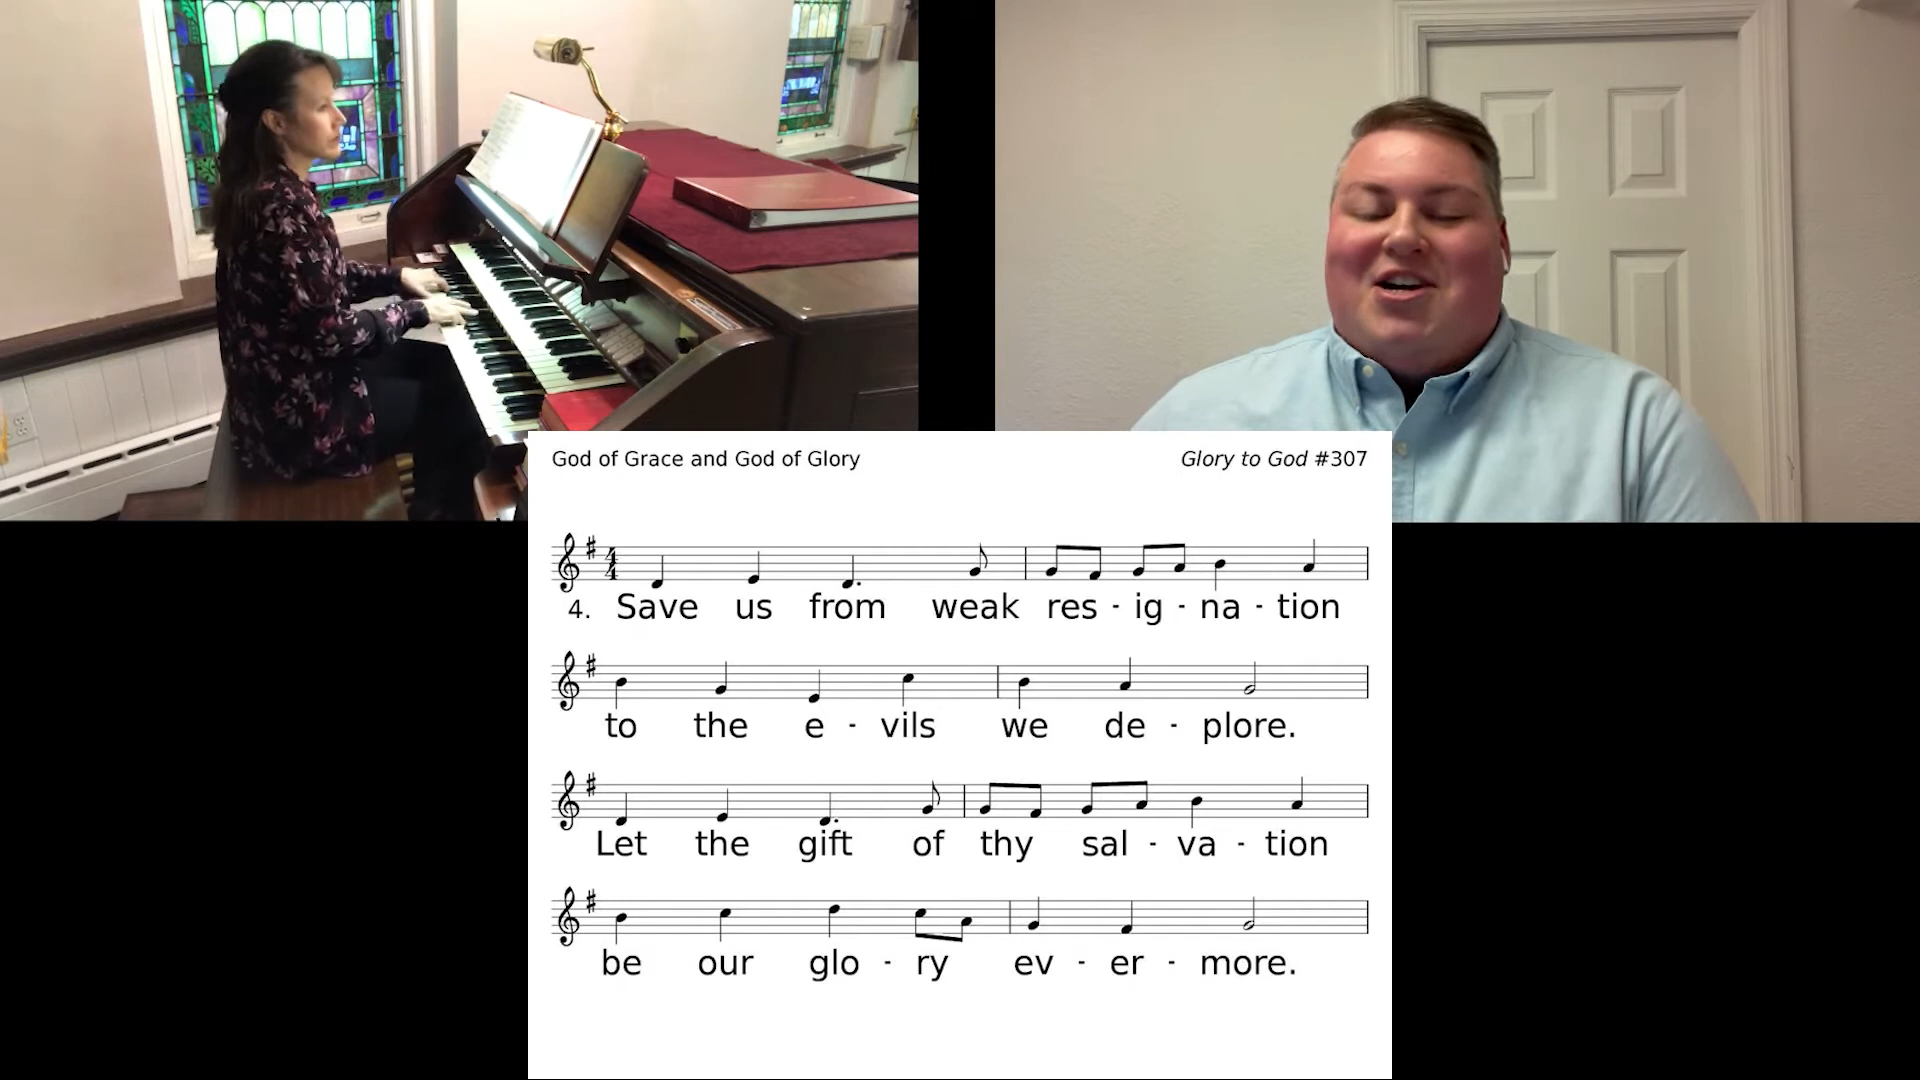 God of Grace and God of Glory
Glory to God #307
4. Save us from weak res - ig - na - tion
to the e - vils we de - plore.
Let the gift of thy sal - va - tion
be our glo - ry ev - er - more.